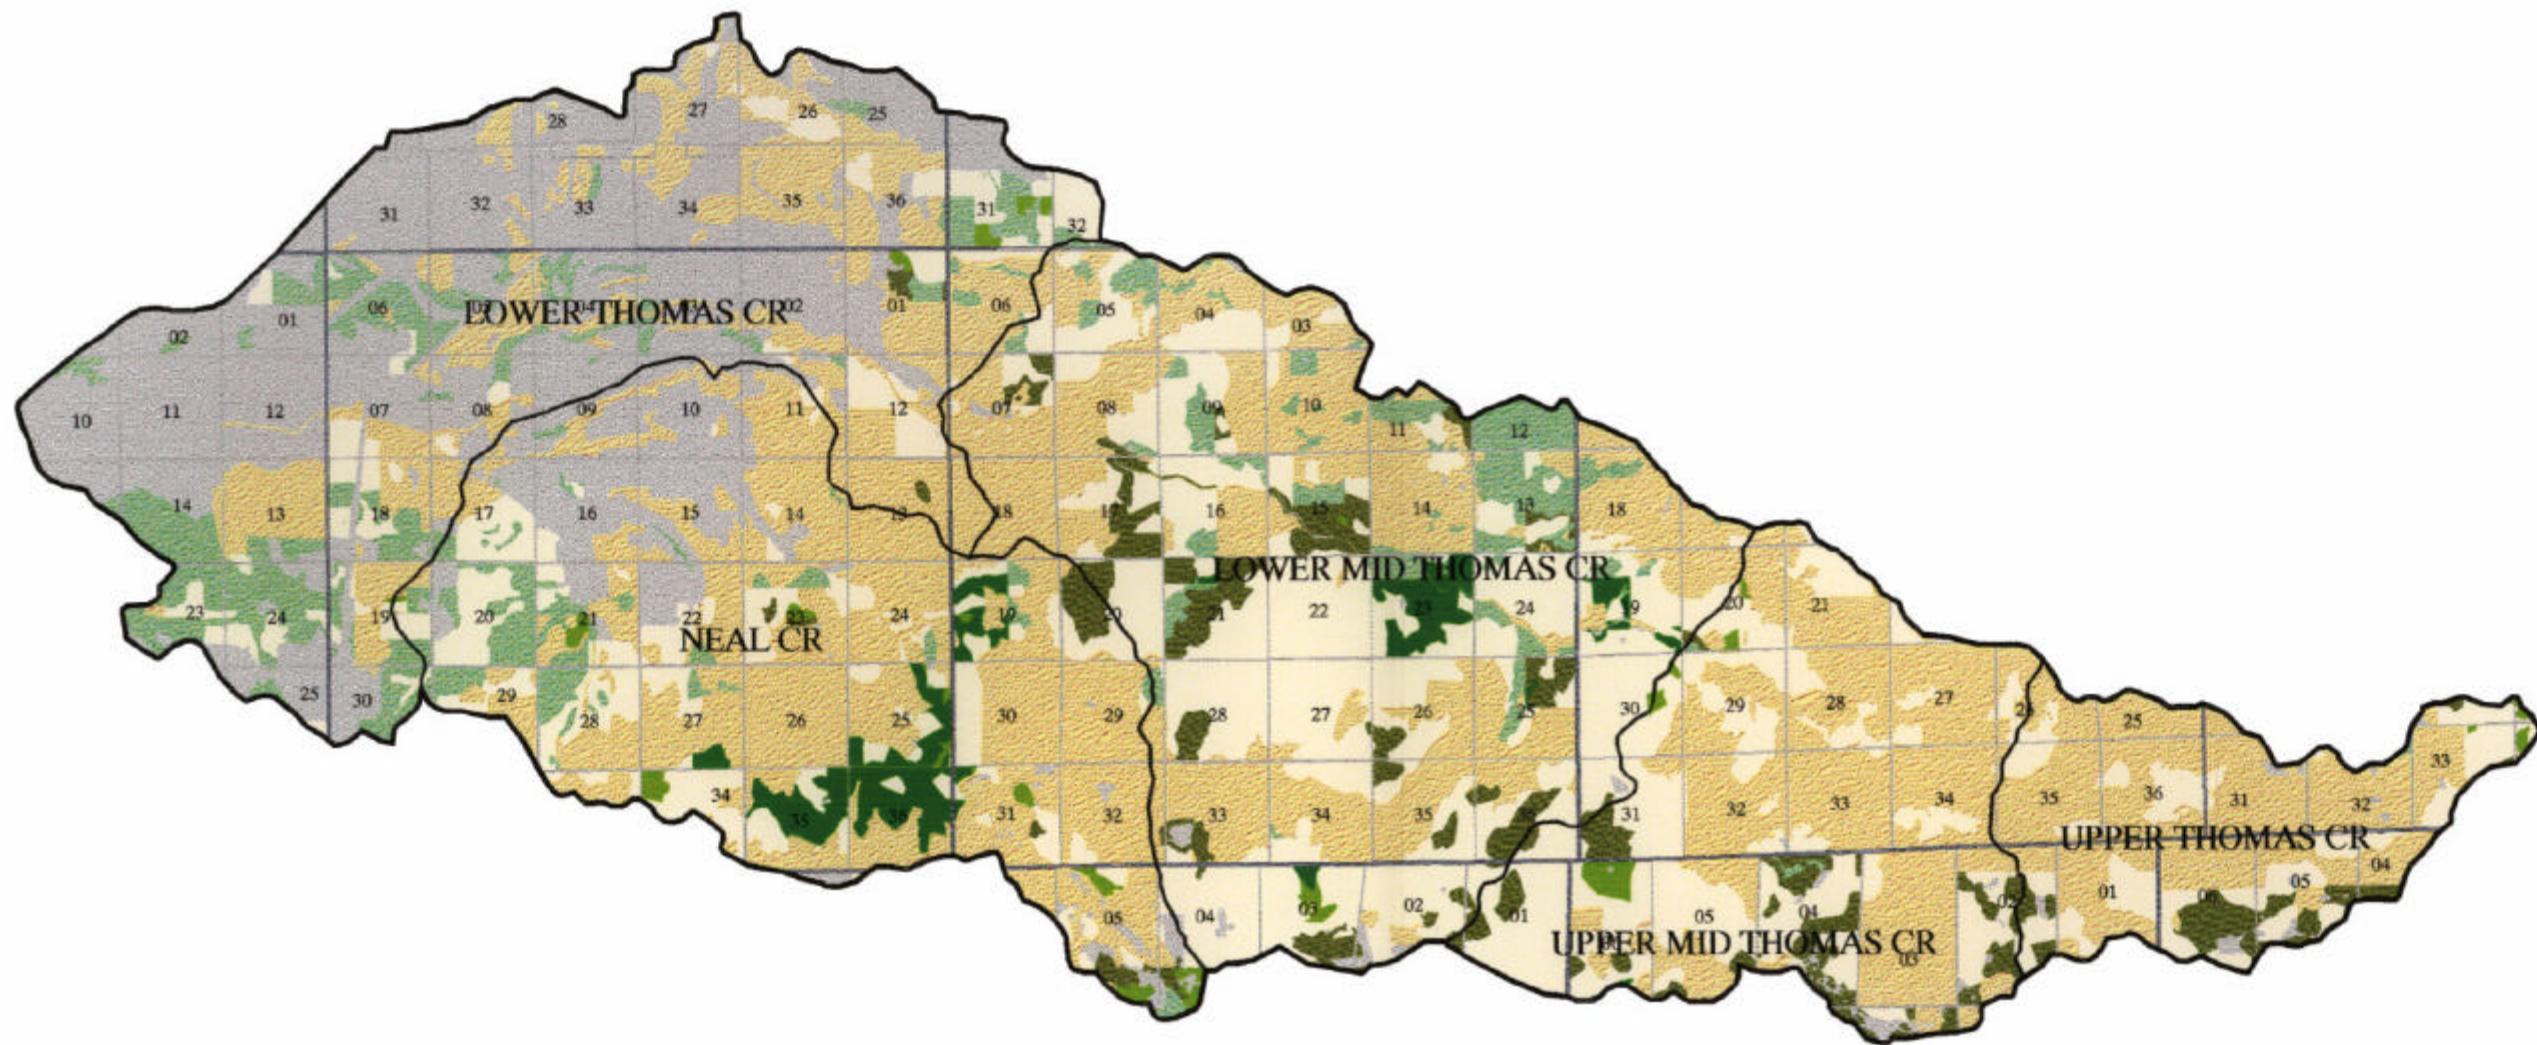 27 26 25
28
31 32 33 34 35 36 31 32
02 01 06 LOWER THOMAS CR 02 01 06 05 04 03
10 11 12 07 08 09 10 11 12 07 08 09 10 11 12
14 13 18 17 16 15 14 13 18 17 16 15 14 13 18
LOWER MID THOMAS CR
23 24 19 20 21 22 23 24 19 20 21 22 23 24 19 20 21
NEAL CR
25 30 29 28 27 26 25 30 29 28 27 26 25 30 29 28 27 26 25
34 35 36 31 32 33 34 35 36 31 32 33 34 35 36 31 32 33
UPPER THOMAS CR
05 04 03 02 01 05 04 02 01 06 05 04
UPPER MID THOMAS CR
03